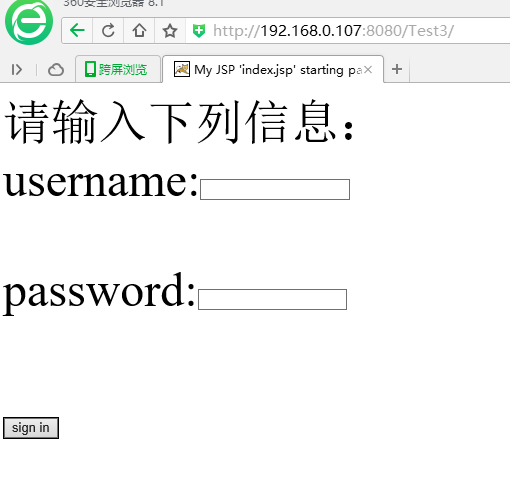 360安全浏览器 8.1
http://192.168.0.107:8080/Test3/
跨屏浏览
My JSP 'index.jsp' starting pa
请输入下列信息：
username:
password:
sign in